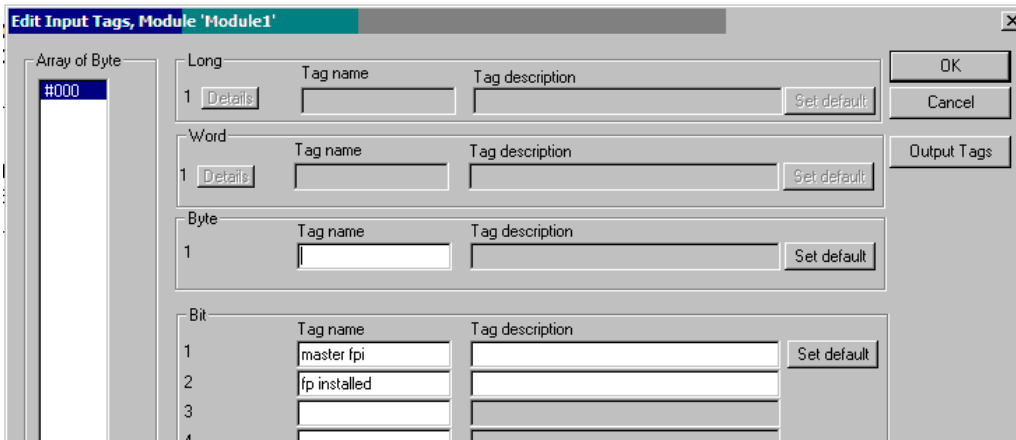 Edit Input Tags, Module 'Module1'
Array of Byte
#000
Long
Tag name Tag description
1 Details Set default
Word
Tag name Tag description
1 Details Set default
Byte
Tag name Tag description
1 Set default
Bit
Tag name Tag description
1 master fpi Set default
2 fp installed
3
OK
Cancel
Output Tags